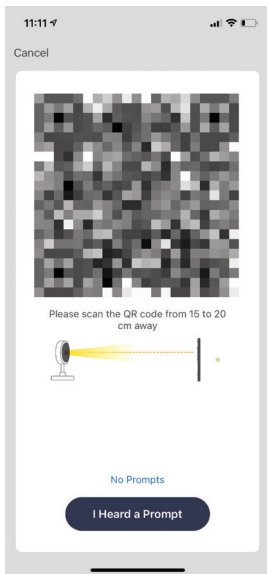 11:11
Cancel
Please scan the QR code from 15 to 20
cm away
No Prompts
I Heard a Prompt